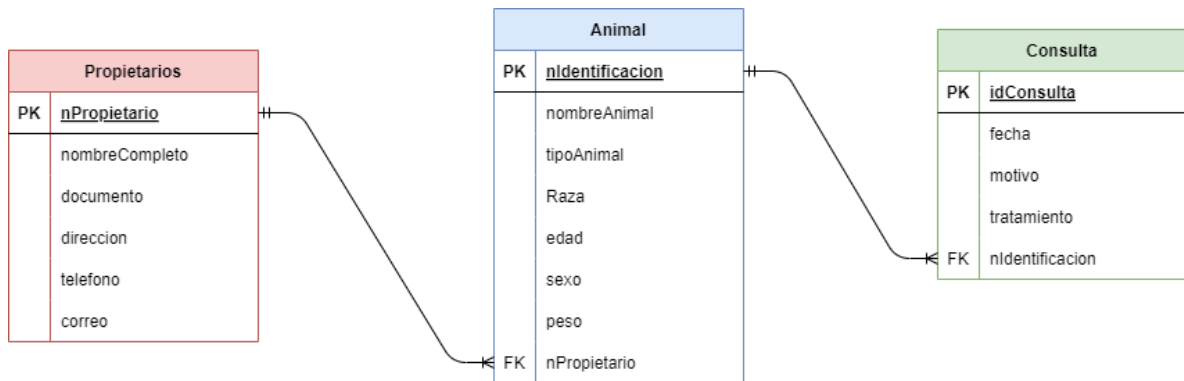 Propietarios
PK nPropietario
nombreCompleto
documento
direccion
telefono
correo
Animal
PK nIdentificacion
nombreAnimal
tipoAnimal
Raza
edad
sexo
peso
FK nPropietario
Consulta
PK idConsulta
fecha
motivo
tratamiento
FK nIdentificacion